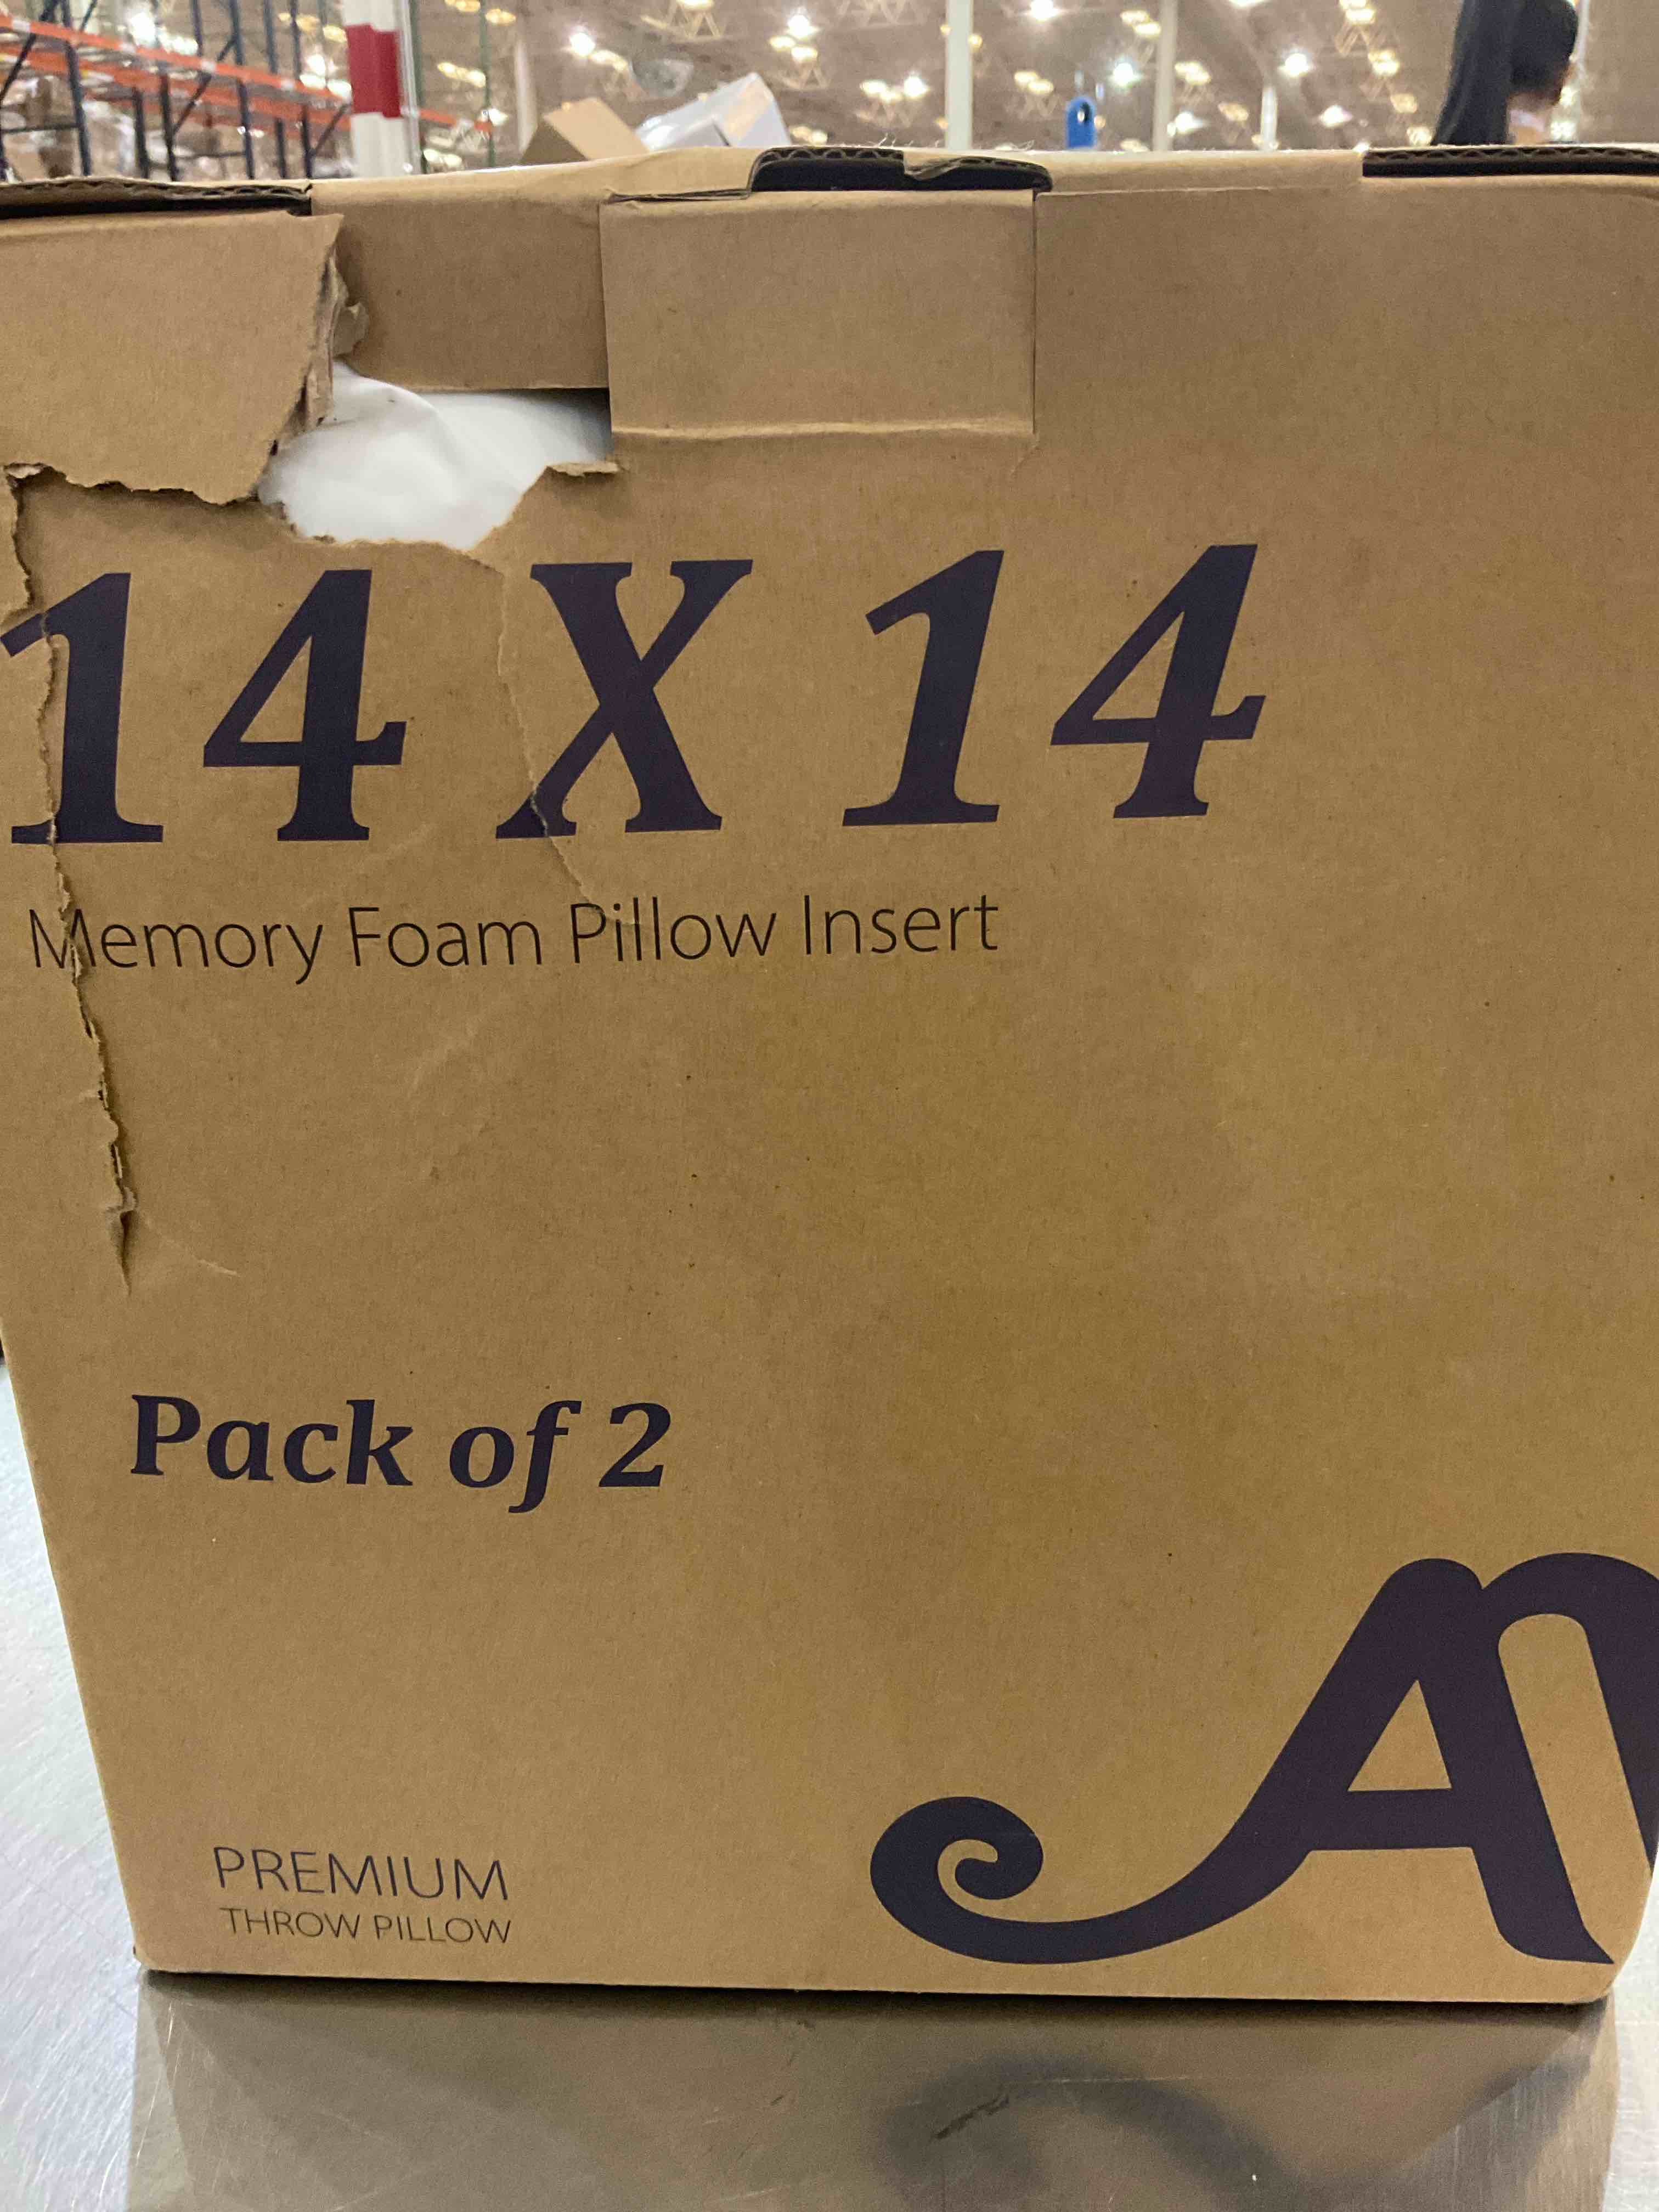 14 X 14
Memory Foam Pillow Insert
Pack of 2
PREMIUM
THROW PILLOW